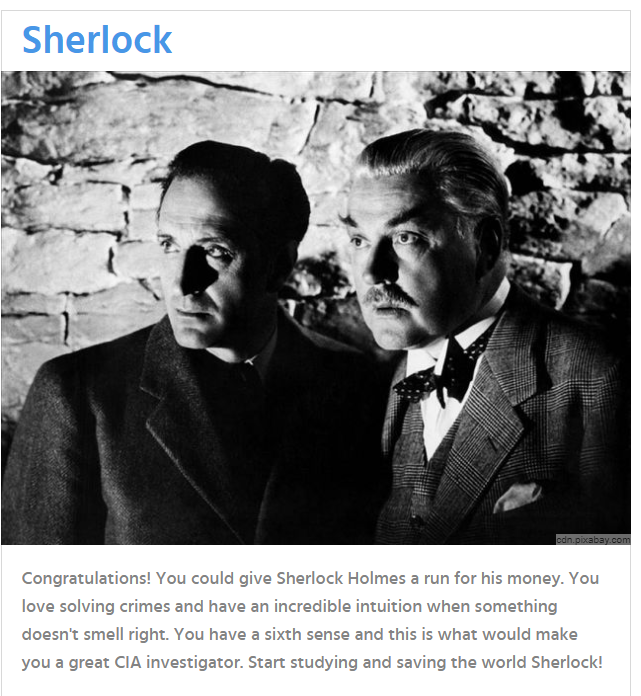 Sherlock
cdn.pixabay.com
Congratulations! You could give Sherlock Holmes a run for his money. You
love solving crimes and have an incredible intuition when something
doesn't smell right. You have a sixth sense and this is what would make
you a great CIA investigator. Start studying and saving the world Sherlock!